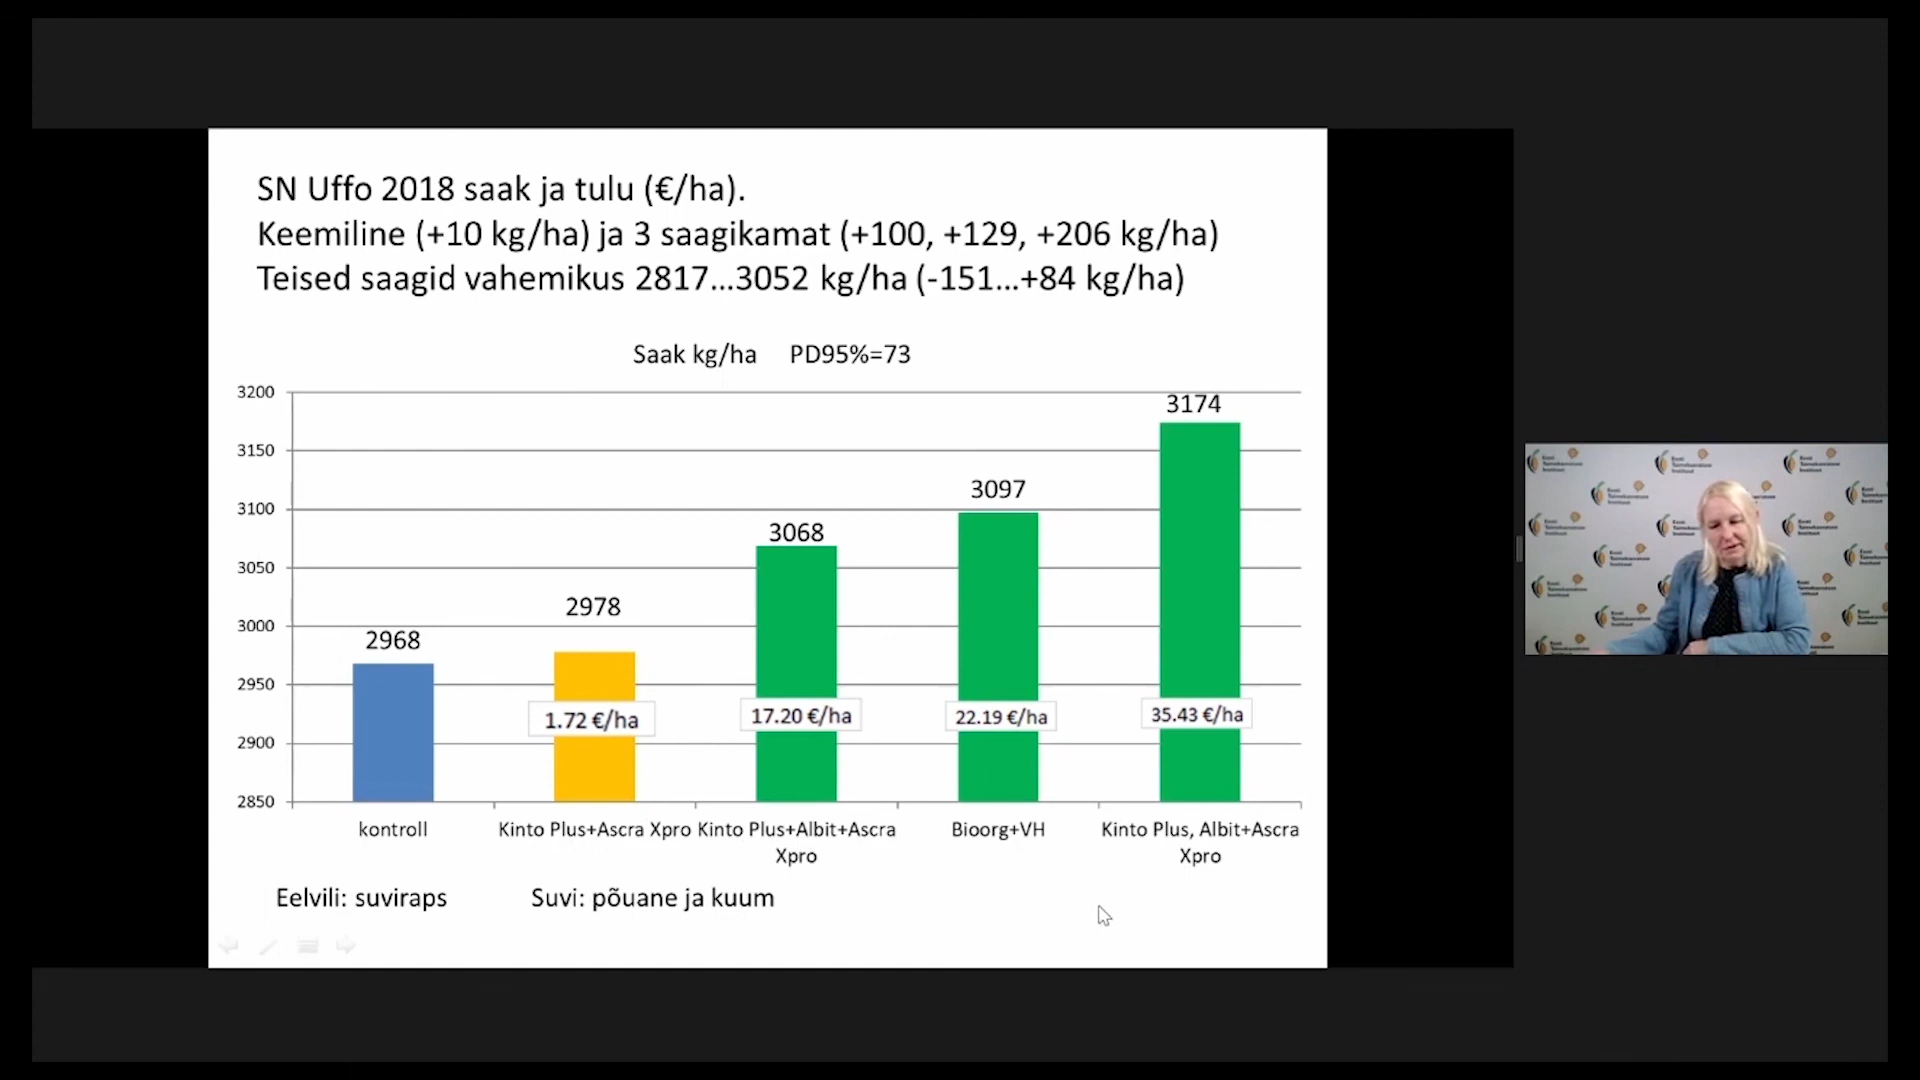 SN Uffo 2018 saak ja tulu (€/ha).
Keemiline (+10 kg/ha) ja 3 saagikamat (+100, +129, +206 kg/ha)
Teised saagid vahemikus 2817...3052 kg/ha (-151...+84 kg/ha)
Saak kg/ha PD95%=73
3200
3150
3100
3050
3000
2950
2900
2850
2968
2978
3068
3097
3174
1.72 €/ha
17.20 €/ha
22.19 €/ha
35.43 €/ha
kontroll
Kinto Plus+Ascra Xpro
Kinto Plus+Albit+Ascra
Xpro
Bioorg+VH
Kinto Plus, Albit+Ascra
Xpro
Eelvili: suviraps
Suvi: põuane ja kuum
Eesti
Taimekasvatuse
Instituut